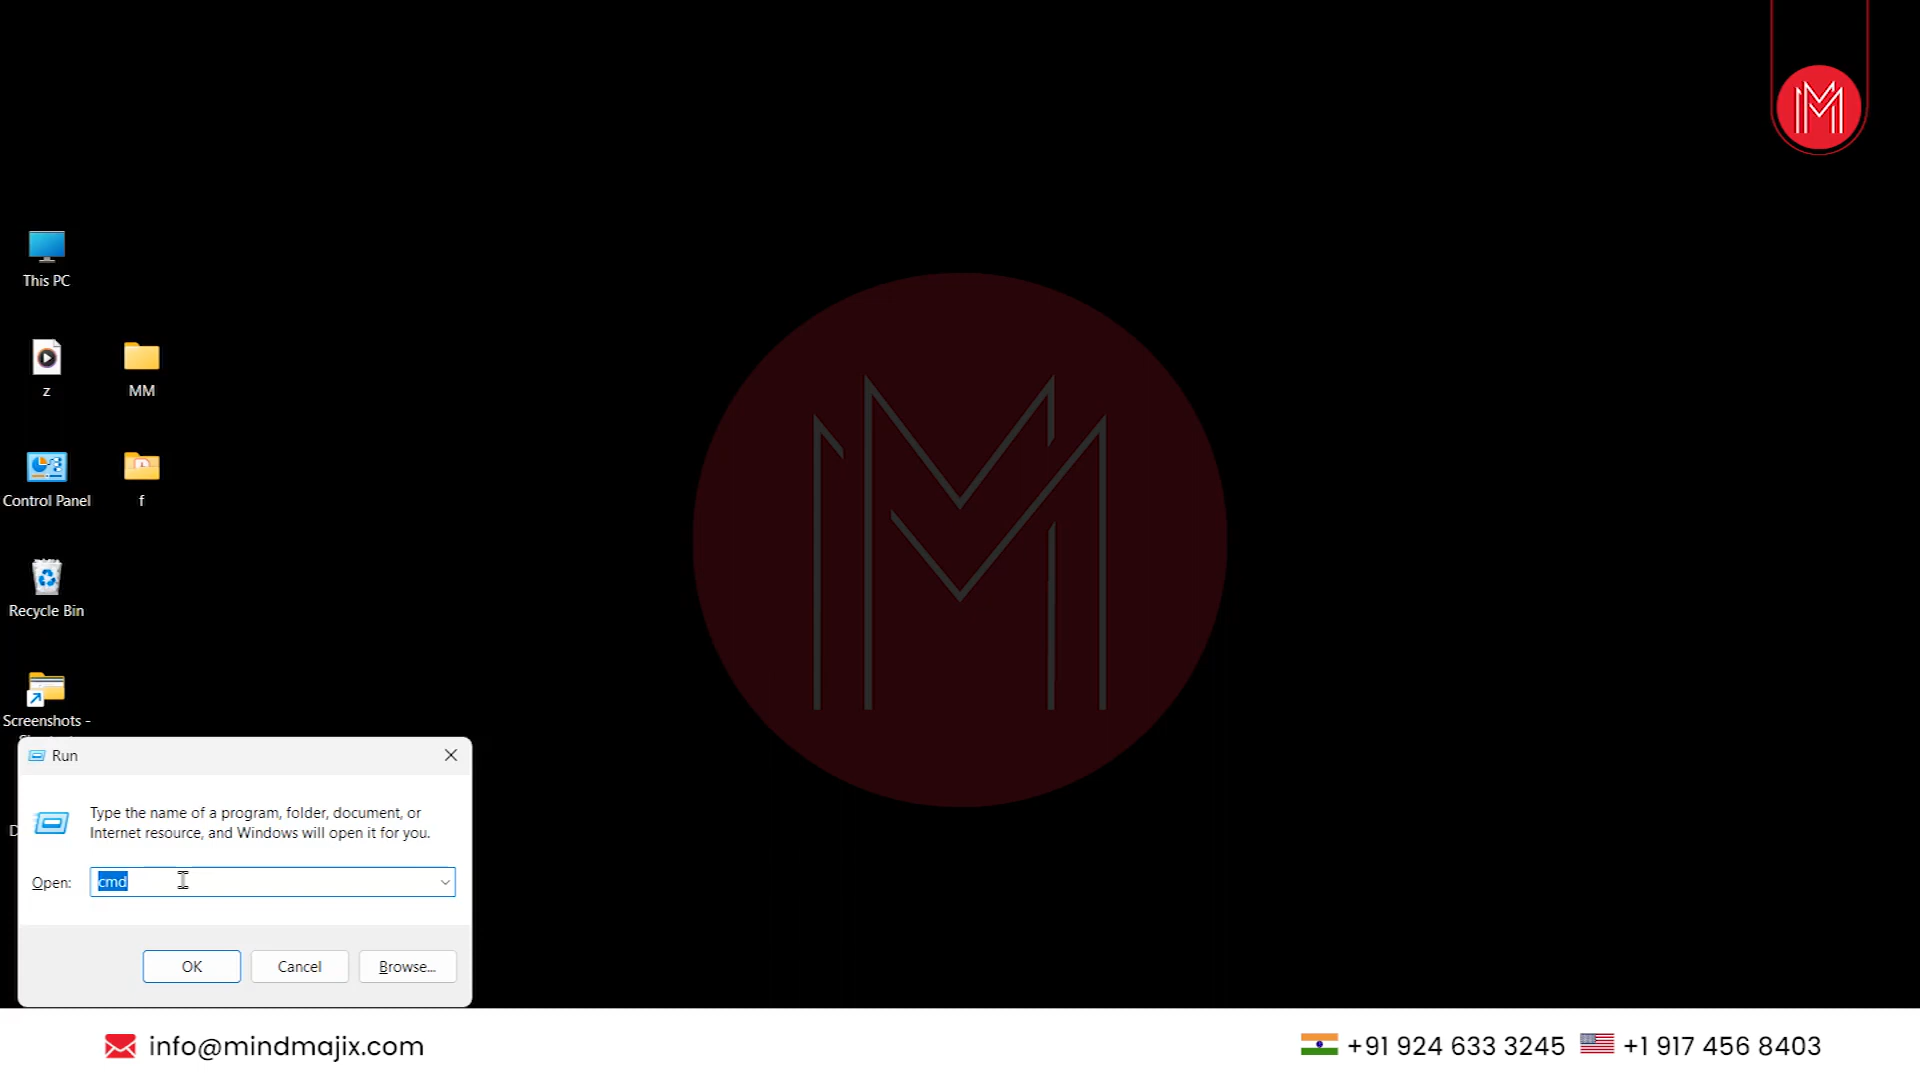 This PC
z
MM
Control Panel
f
Recycle Bin
Screenshots -
Run
Type the name of a program, folder, document, or
Internet resource, and Windows will open it for you.
Open:
cmd
OK
Cancel
Browse...
info@mindmajix.com
+91 924 633 3245
+1 917 456 8403